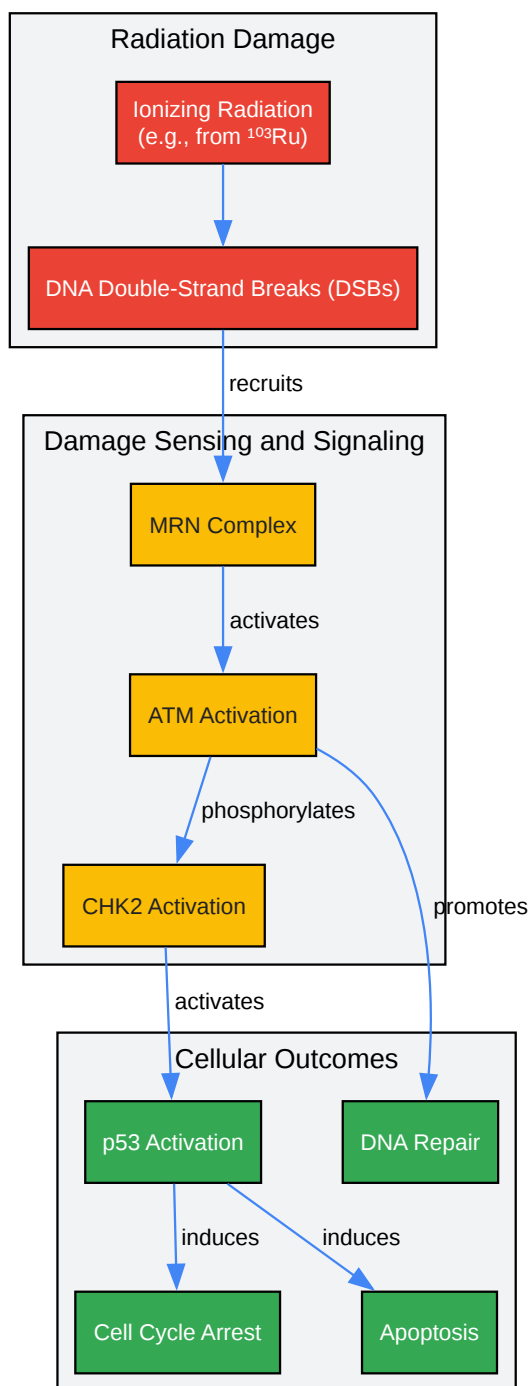 Radiation Damage
Ionizing Radiation
(e.g., from ¹⁰³Ru)
DNA Double-Strand Breaks (DSBs)
recruits
Damage Sensing and Signaling
MRN Complex
activates
ATM Activation
phosphorylates
CHK2 Activation
promotes
activates
Cellular Outcomes
p53 Activation
DNA Repair
induces
induces
Cell Cycle Arrest
Apoptosis